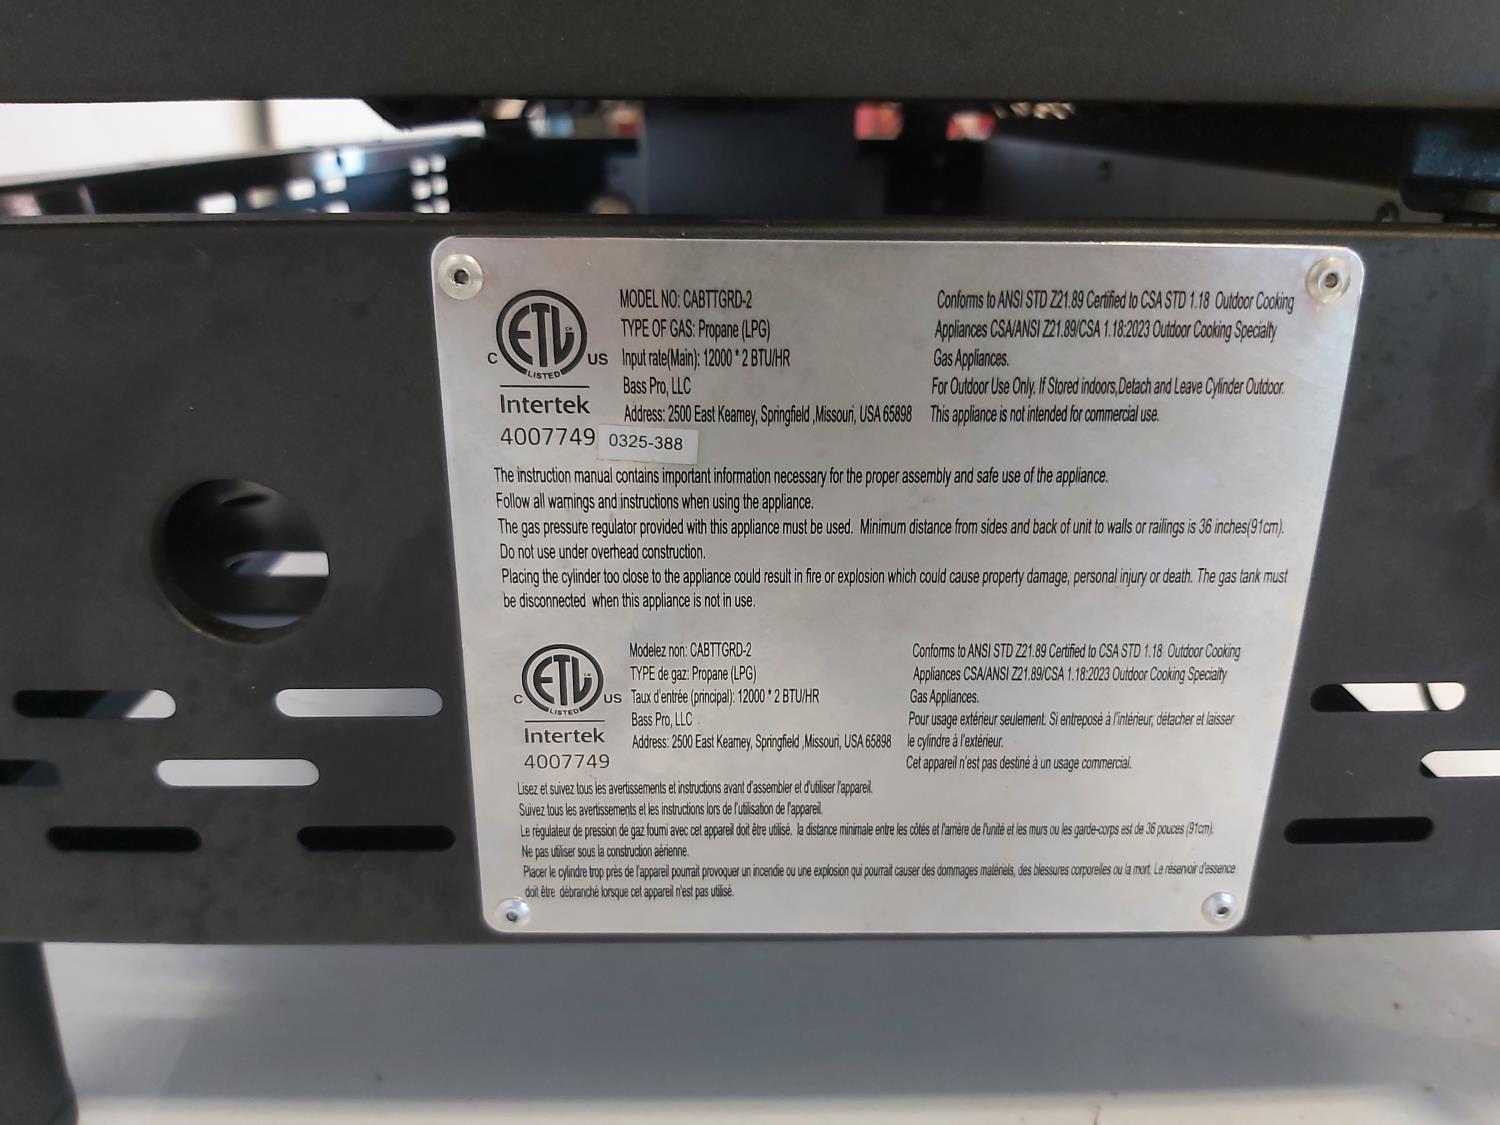 ETL CM
C US
LISTED
Intertek
4007749
0325-388
MODEL NO: CABTTGRD-2
TYPE OF GAS: Propane (LPG)
Input rate(Main): 12000 * 2 BTU/HR
Bass Pro, LLC
Address: 2500 East Kearney, Springfield ,Missouri, USA 65898
Conforms to ANSI STD Z21.89 Certified to CSA STD 1.18 Outdoor Cooking
Appliances CSA/ANSI Z21.89/CSA 1.18:2023 Outdoor Cooking Specialty
Gas Appliances.
For Outdoor Use Only. If Stored indoors,Detach and Leave Cylinder Outdoor.
This appliance is not intended for commercial use.
The instruction manual contains important information necessary for the proper assembly and safe use of the appliance.
Follow all warnings and instructions when using the appliance.
The gas pressure regulator provided with this appliance must be used. Minimum distance from sides and back of unit to walls or railings is 36 inches(91cm).
Do not use under overhead construction.
Placing the cylinder too close to the appliance could result in fire or explosion which could cause property damage, personal injury or death. The gas tank must
be disconnected when this appliance is not in use.
ETL CM
C US
LISTED
Intertek
4007749
Modelez non: CABTTGRD-2
TYPE de gaz: Propane (LPG)
Taux d'entrée (principal): 12000 * 2 BTU/HR
Bass Pro, LLC
Address: 2500 East Kearney, Springfield ,Missouri, USA 65898
Conforms to ANSI STD Z21.89 Certified to CSA STD 1.18 Outdoor Cooking
Appliances CSA/ANSI Z21.89/CSA 1.18:2023 Outdoor Cooking Specialty
Gas Appliances.
Pour usage extérieur seulement. Si entreposé à l'intérieur, détacher et laisser
le cylindre à l'extérieur.
Cet appareil n'est pas destiné à un usage commercial.
Lisez et suivez tous les avertissements et instructions avant d'assembler et d'utiliser l'appareil.
Suivez tous les avertissements et les instructions lors de l'utilisation de l'appareil.
Le régulateur de pression de gaz fourni avec cet appareil doit être utilisé. la distance minimale entre les côtés et l'arrière de l'unité et les murs ou les garde-corps est de 36 pouces (91cm).
Ne pas utiliser sous la construction aérienne.
Placer le cylindre trop près de l'appareil pourrait provoquer un incendie ou une explosion qui pourrait causer des dommages matériels, des blessures corporelles ou la mort. Le réservoir d'essence
doit être débranché lorsque cet appareil n'est pas utilisé.